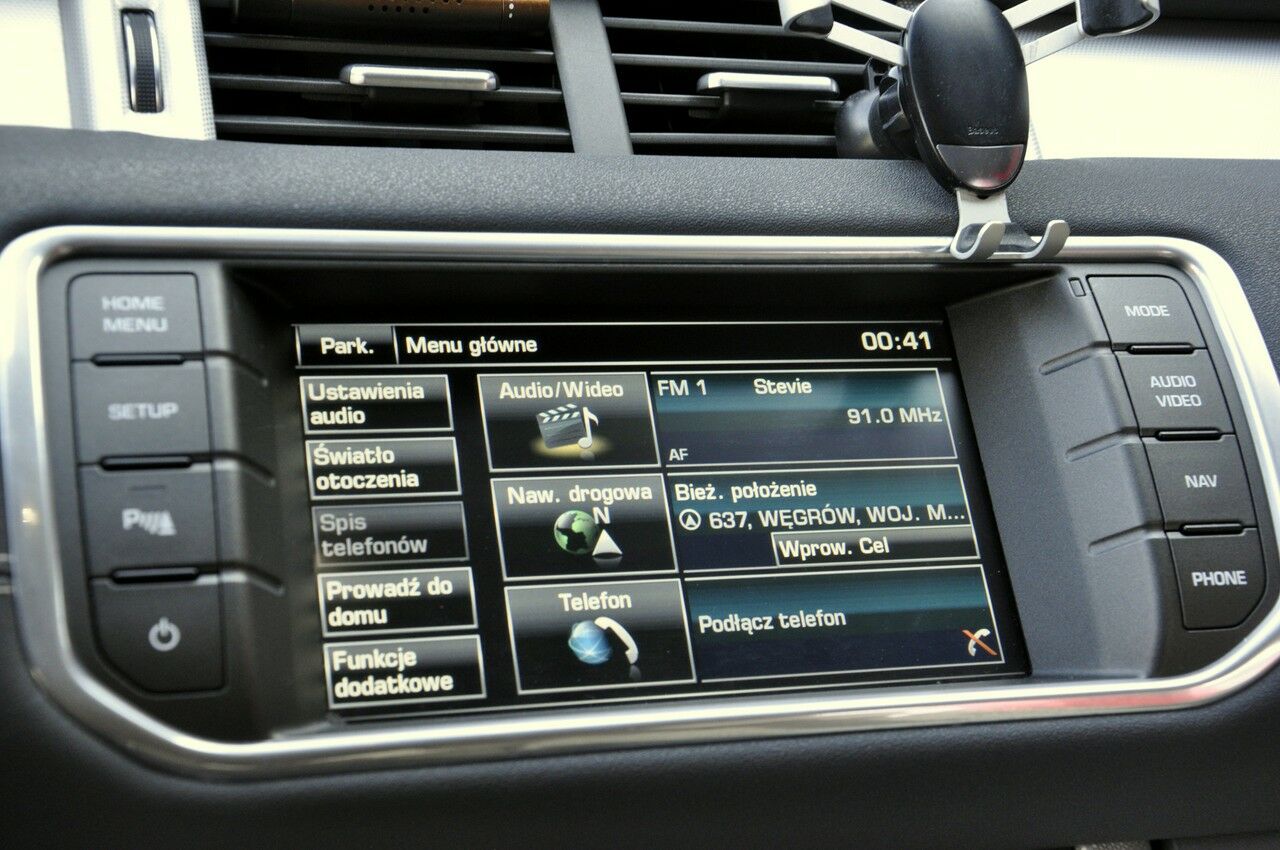 Baseus
HOME
MENU
SETUP
P
MODE
AUDIO
VIDEO
NAV
PHONE
Park.
Menu główne
00:41
Ustawienia
audio
Światło
otoczenia
Spis
telefonów
Prowadź do
domu
Funkcje
dodatkowe
Audio/Wideo
FM 1 Stevie
91.0 MHz
AF
Naw. drogowa
N
Bież. położenie
637, WĘGRÓW, WOJ. M...
Wprow. Cel
Telefon
Podłącz telefon